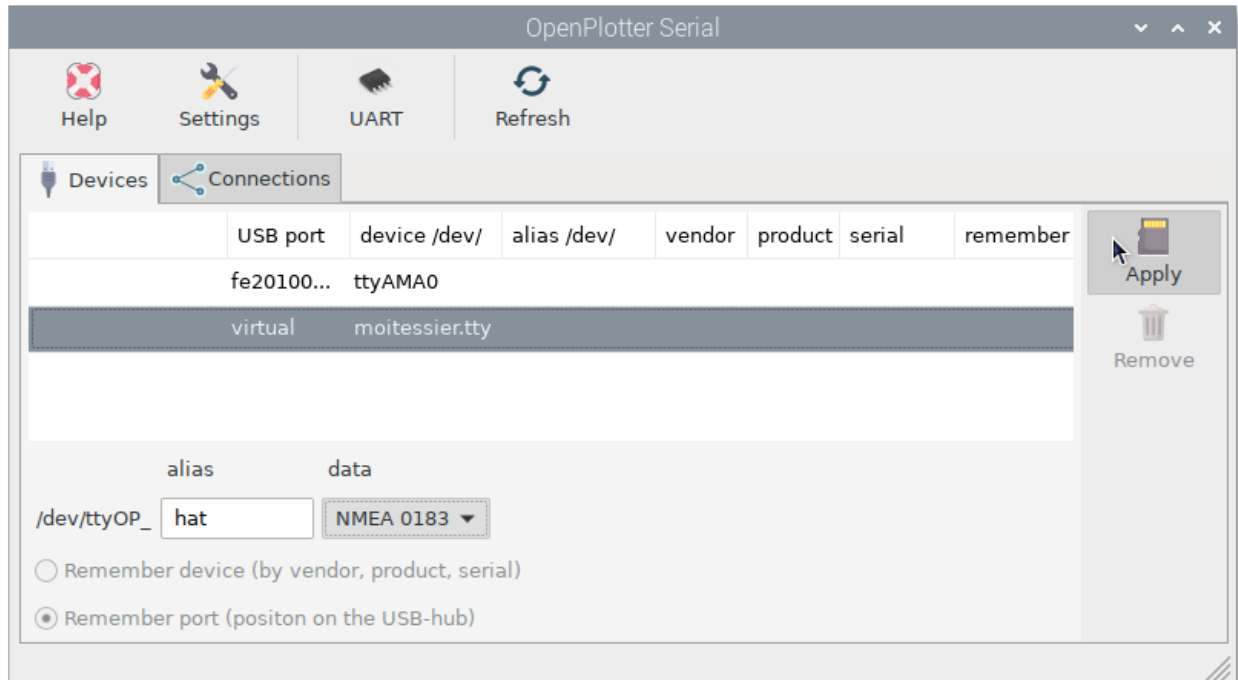 OpenPlotter Serial
Help Settings UART Refresh
Devices Connections
USB port device /dev/ alias /dev/ vendor product serial remember
fe20100... ttyAMA0
virtual moitessier.tty
Apply
Remove
alias data
/dev/ttyOP_ hat NMEA 0183
Remember device (by vendor, product, serial)
Remember port (positon on the USB-hub)